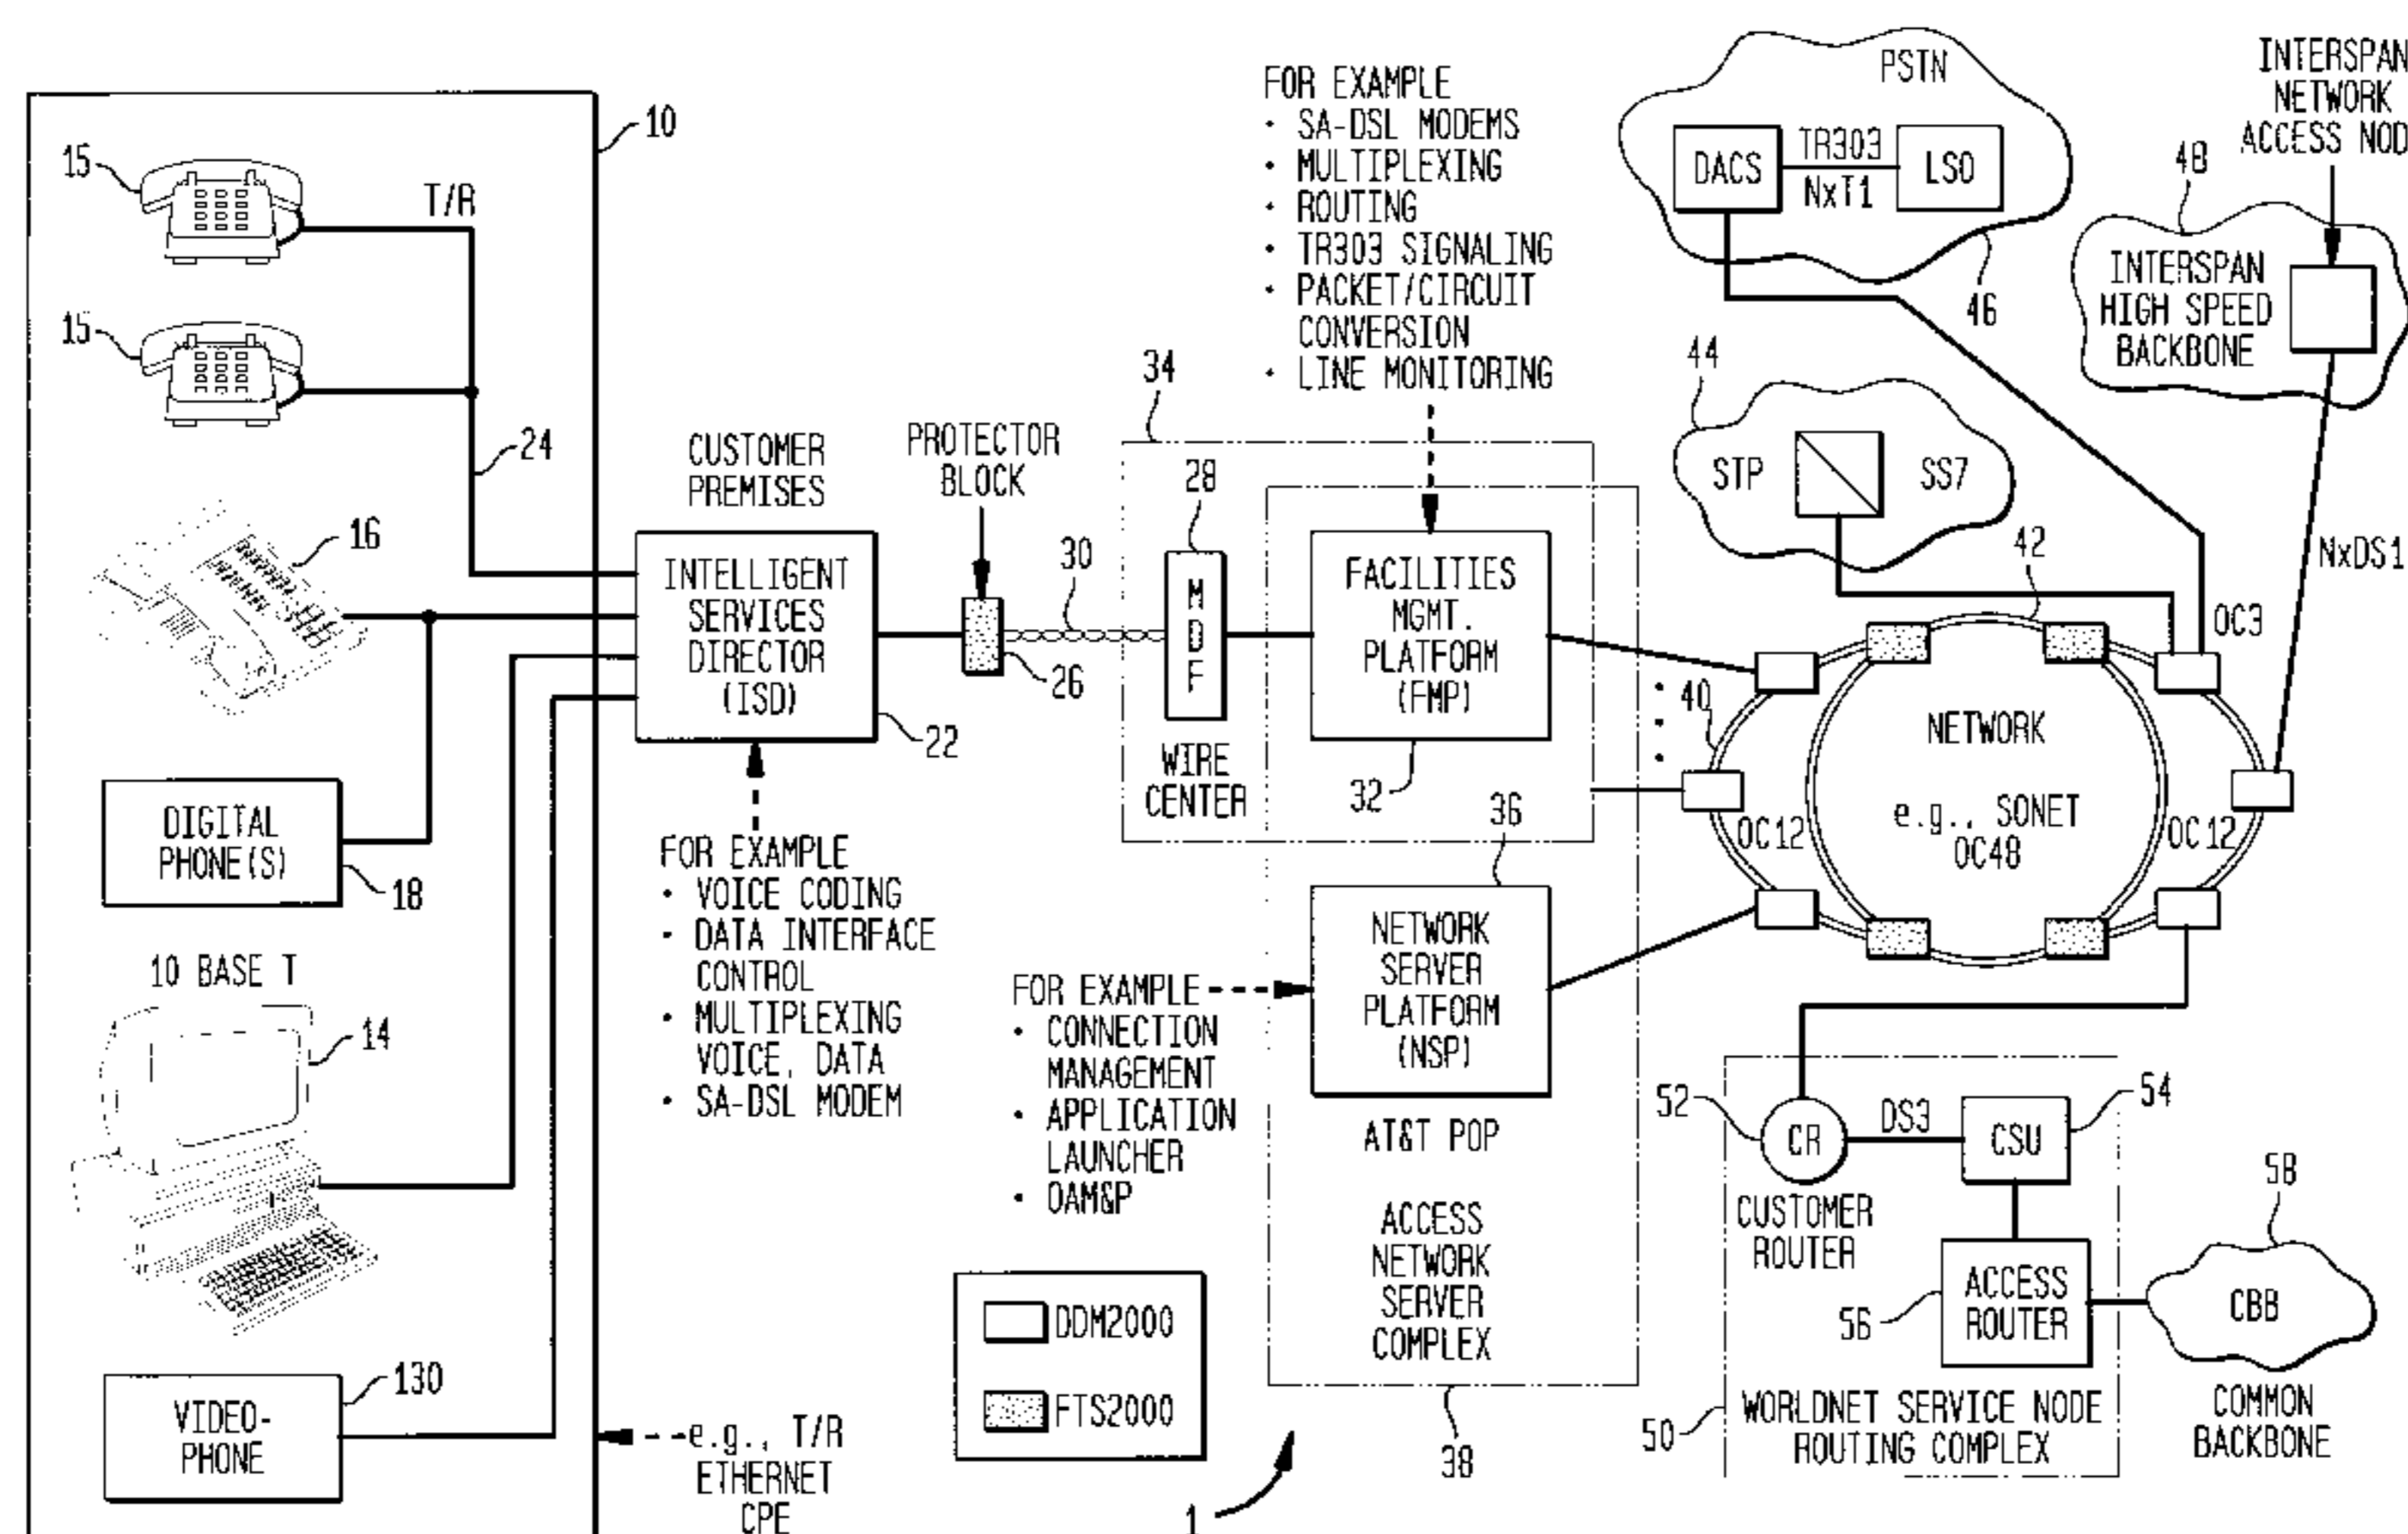 10
15
T/R
15
24
16
DIGITAL
PHONE(S)
18
10 BASE T
14
VIDEO-
PHONE
130
e.g., T/R
ETHERNET
CPE
CUSTOMER
PREMISES
INTELLIGENT
SERVICES
DIRECTOR
(ISD)
22
FOR EXAMPLE
• VOICE CODING
• DATA INTERFACE
CONTROL
• MULTIPLEXING
VOICE, DATA
• SA-DSL MODEM
PROTECTOR
BLOCK
26
30
34
28
MDF
WIRE
CENTER
FOR EXAMPLE
• SA-DSL MODEMS
• MULTIPLEXING
• ROUTING
• TR303 SIGNALING
• PACKET/CIRCUIT
CONVERSION
• LINE MONITORING
FACILITIES
MGMT.
PLATFORM
(FMP)
32
36
NETWORK
SERVER
PLATFORM
(NSP)
FOR EXAMPLE
• CONNECTION
MANAGEMENT
• APPLICATION
LAUNCHER
• OAM&P
AT&T POP
ACCESS
NETWORK
SERVER
COMPLEX
38
DDM2000
FTS2000
1
PSTN
DACS
TR303
NxT1
LSO
46
INTERSPAN
NETWORK
ACCESS NOD
48
INTERSPAN
HIGH SPEED
BACKBONE
44
STP
SS7
42
NxDS1
OC3
40
NETWORK
e.g., SONET
OC48
OC12
OC12
52
CR
DS3
CSU
54
CUSTOMER
ROUTER
56
ACCESS
ROUTER
58
CBB
COMMON
BACKBONE
50
WORLDNET SERVICE NODE
ROUTING COMPLEX